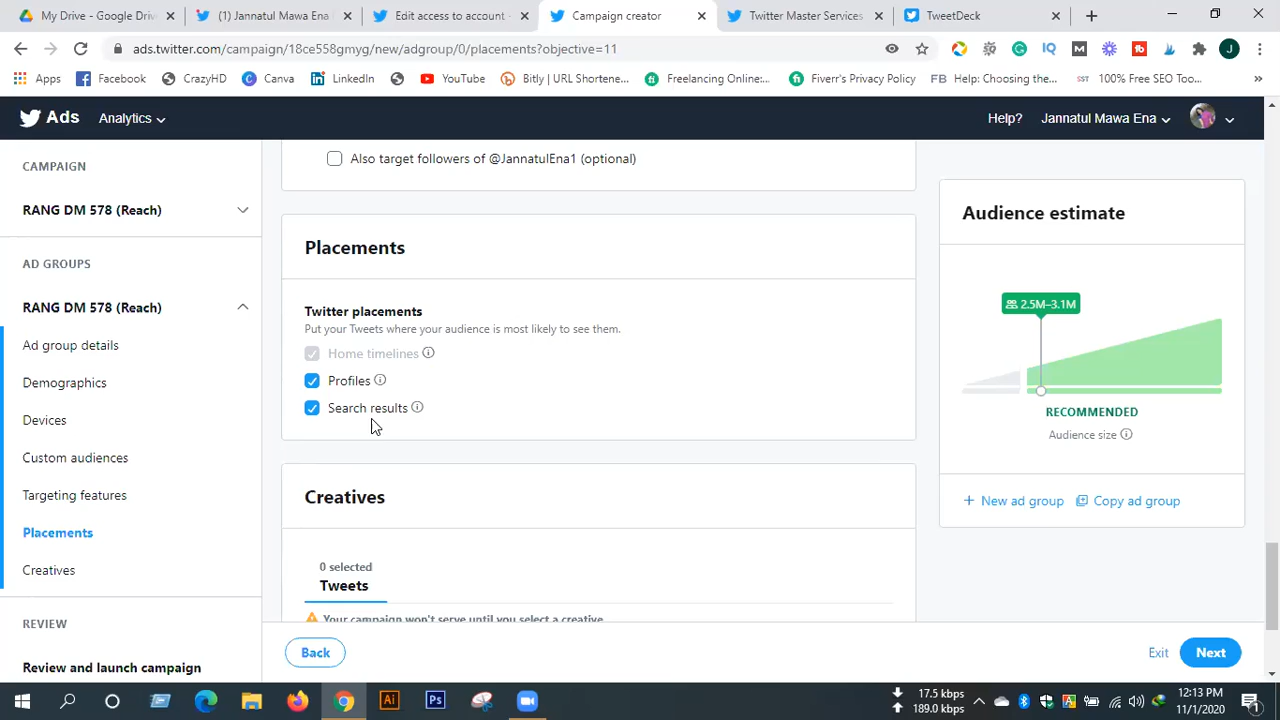 My Drive - Google Driv
(1) Jannatul Mawa Ena
Edit access to account
Campaign creator
Twitter Master Services
TweetDeck
ads.twitter.com/campaign/18ce558gmyg/new/adgroup/0/placements?objective=11
Apps
Facebook
CrazyHD
Canva
LinkedIn
YouTube
Bitly | URL Shortene...
Freelancing Online:...
Fiverr's Privacy Policy
FB Help: Choosing the...
SST 100% Free SEO Too...
Ads
Analytics
Help?
Jannatul Mawa Ena
CAMPAIGN
RANG DM 578 (Reach)
AD GROUPS
RANG DM 578 (Reach)
Ad group details
Demographics
Devices
Custom audiences
Targeting features
Placements
Creatives
REVIEW
Review and launch campaign
Also target followers of @JannatulEna1 (optional)
Placements
Twitter placements
Put your Tweets where your audience is most likely to see them.
Home timelines
Profiles
Search results
Creatives
0 selected
Tweets
Your campaign won't serve until you select a creative
Back
Exit
Next
Audience estimate
2.5M–3.1M
RECOMMENDED
Audience size
+ New ad group
Copy ad group
17.5 kbps
189.0 kbps
12:13 PM
11/1/2020